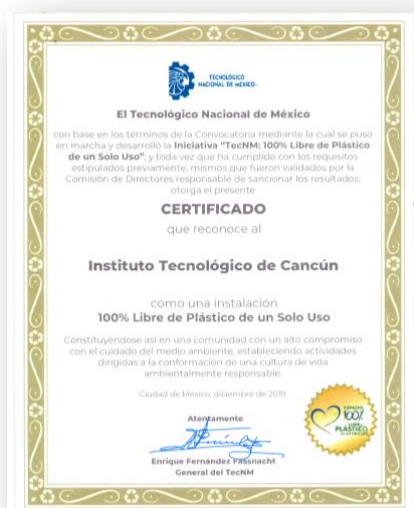 TECNOLÓGICO
NACIONAL DE MÉXICO
El Tecnológico Nacional de México
con base en los términos de la Convocatoria mediante la cual se puso
en marcha y desarrolló la Iniciativa "TecNM: 100% Libre de Plástico
de un Solo Uso", y toda vez que ha cumplido con los requisitos
estipulados previamente, mismos que fueron validados por la
Comisión de Directores responsable de sancionar los resultados;
otorga el presente
CERTIFICADO
que reconoce al
Instituto Tecnológico de Cancún
como una instalación
100% Libre de Plástico de un Solo Uso
Constituyéndose así en una comunidad con un alto compromiso
con el cuidado del medio ambiente, estableciendo actividades
dirigidas a la conformación de una cultura de vida
ambientalmente responsable.
Ciudad de México, diciembre de 2019
Atentamente
Enrique Fernández Fassnacht
General del TecNM
ESPACIO
100%
LIBRE
PLÁSTICO